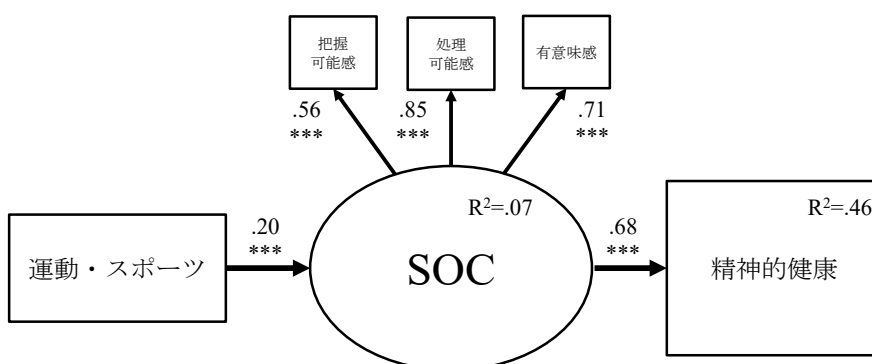 把握
可能感
処理
可能感
有意味感
.56
***
.85
***
.71
***
R²=.07
R²=.46
.20
***
.68
***
運動・スポーツ
SOC
精神的健康